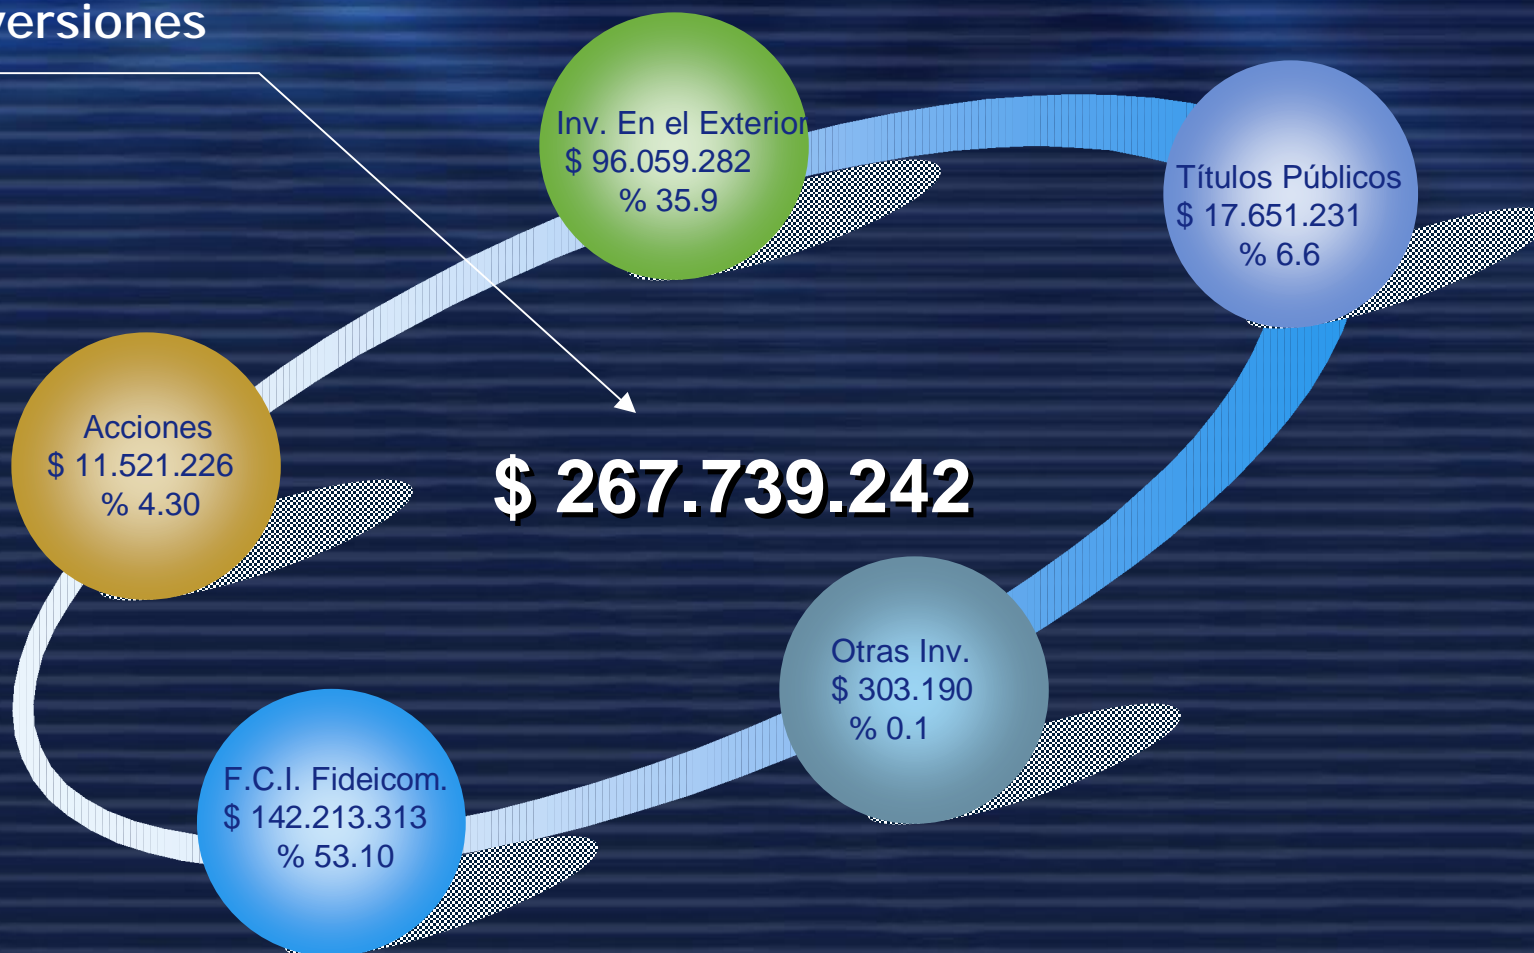 versiones
Inv. En el Exterior
$ 96.059.282
% 35.9
Títulos Públicos
$ 17.651.231
% 6.6
Acciones
$ 11.521.226
% 4.30
$ 267.739.242
Otras Inv.
$ 303.190
% 0.1
F.C.I. Fideicom.
$ 142.213.313
% 53.10